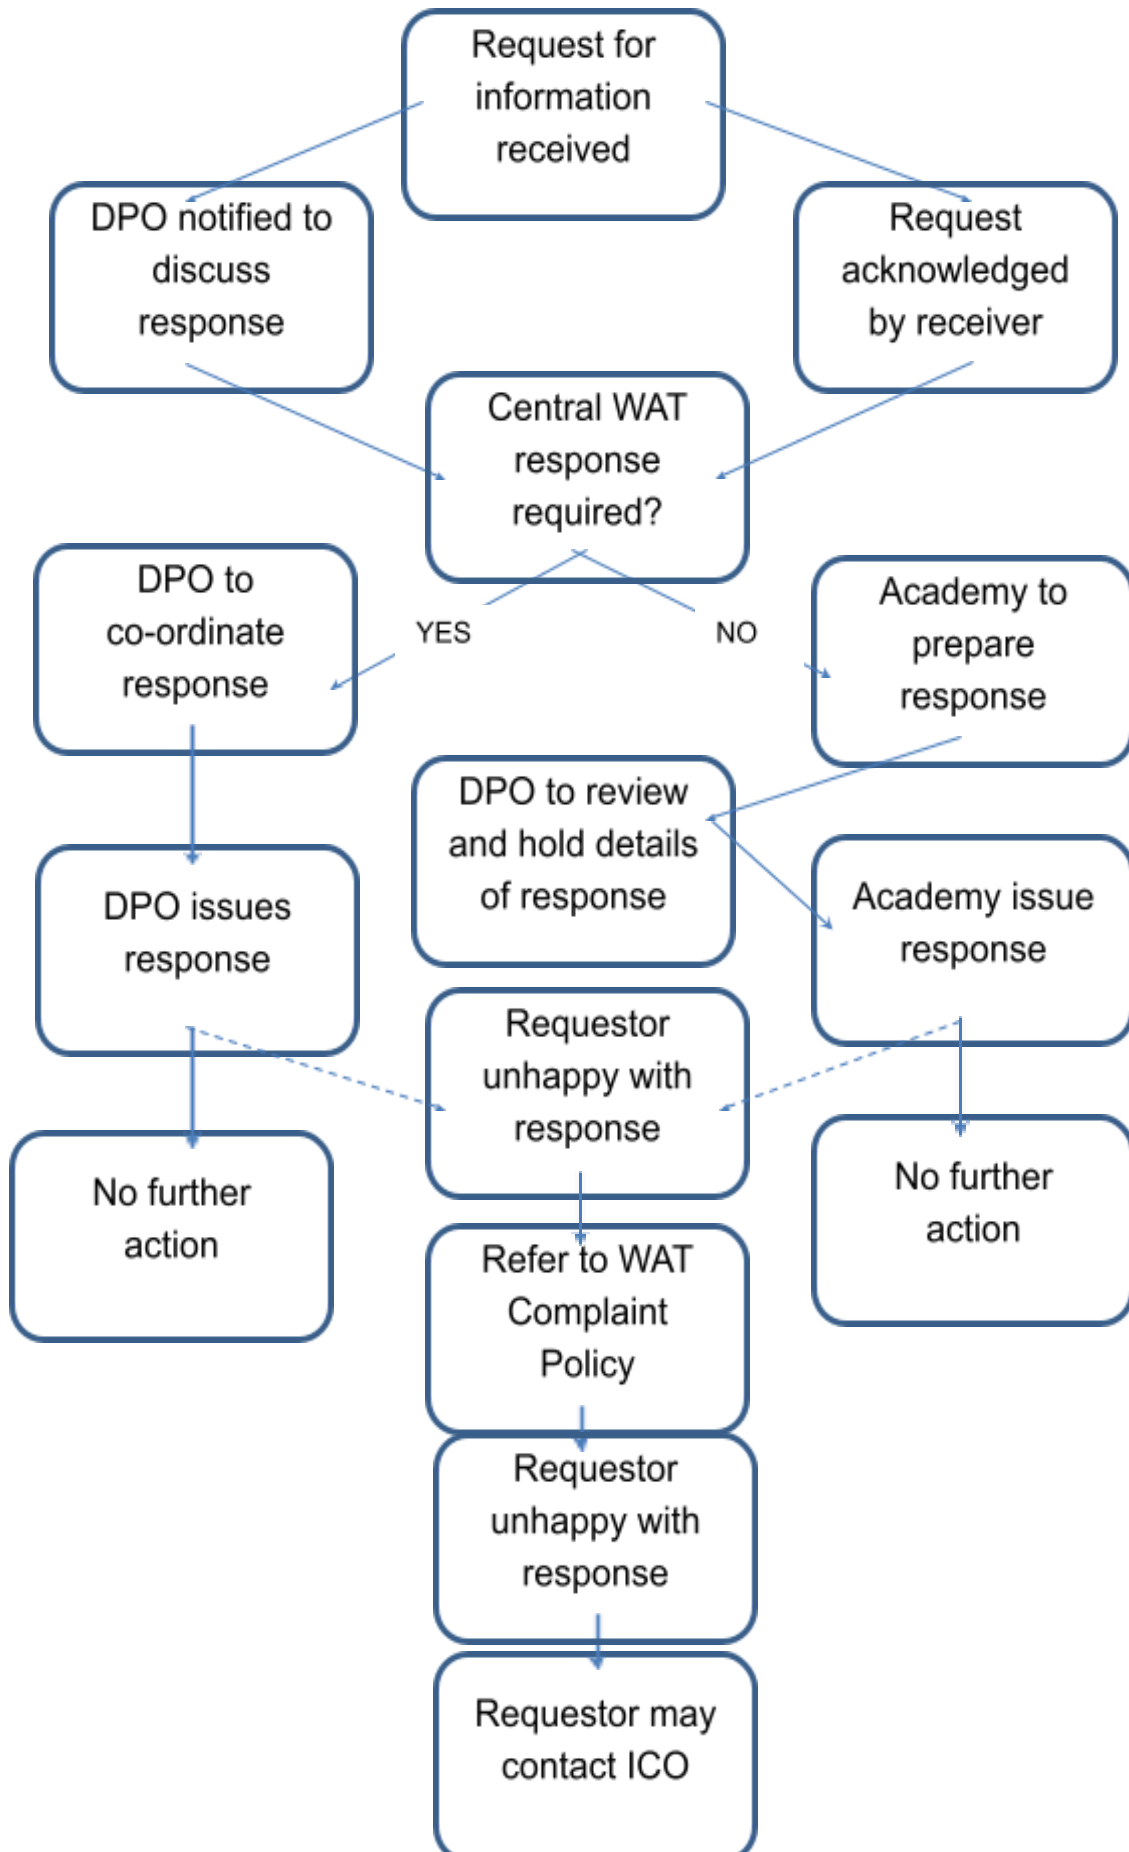 Request for
information
received
DPO notified to
discuss
response
Request
acknowledged
by receiver
Central WAT
response
required?
YES
NO
DPO to
co-ordinate
response
Academy to
prepare
response
DPO to review
and hold details
of response
DPO issues
response
Academy issue
response
Requestor
unhappy with
response
No further
action
No further
action
Refer to WAT
Complaint
Policy
Requestor
unhappy with
response
Requestor may
contact ICO